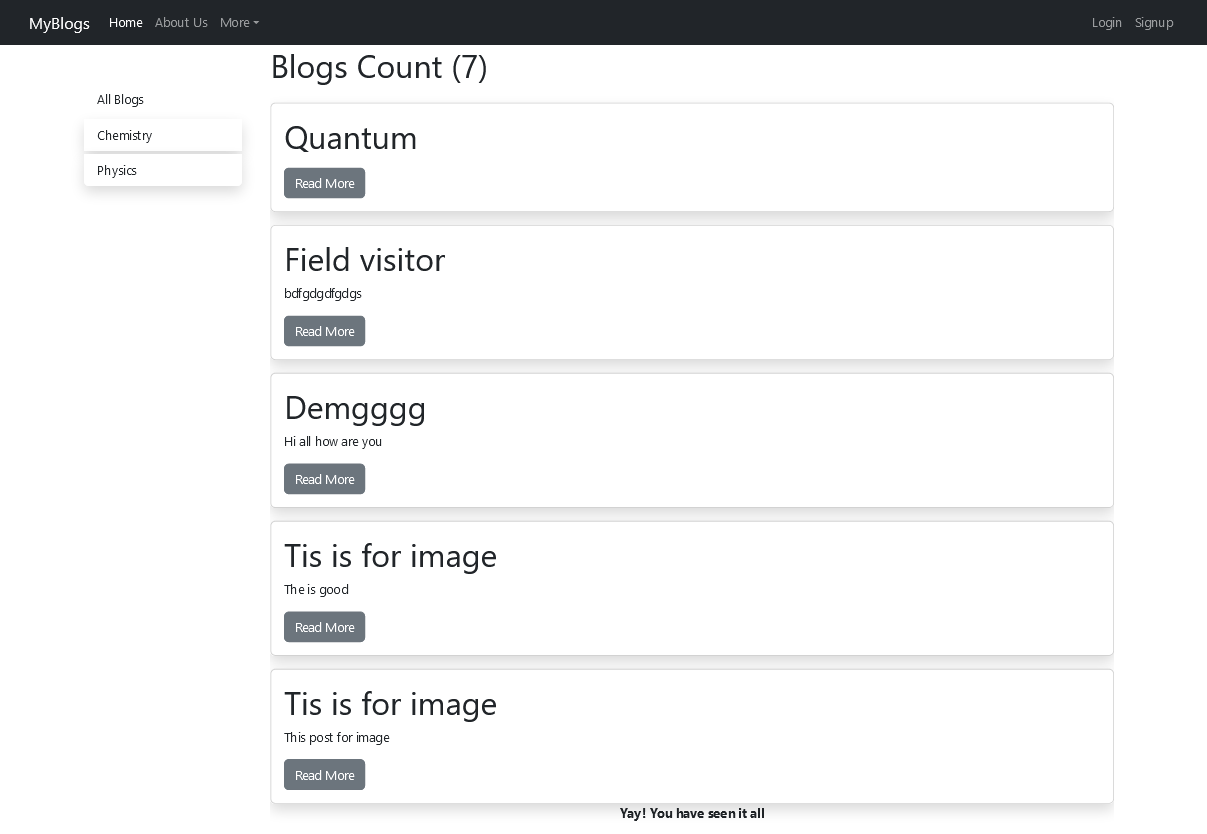 MyBlogs Home About Us More Login Signup
Blogs Count (7)
All Blogs
Chemistry
Physics
Quantum
Read More
Field visitor
bdfgdgdfgdgs
Read More
Demgggg
Hi all how are you
Read More
Tis is for image
The is good
Read More
Tis is for image
This post for image
Read More
Yay! You have seen it all